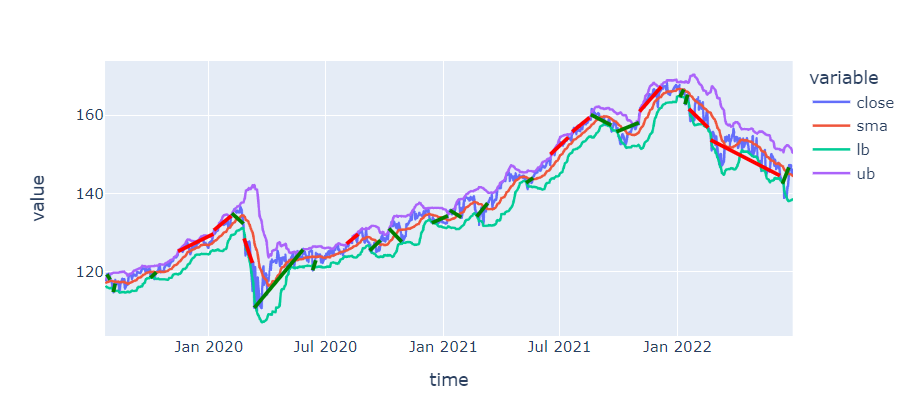 variable
close
sma
lb
ub
value
160
140
120
Jan 2020
Jul 2020
Jan 2021
Jul 2021
Jan 2022
time